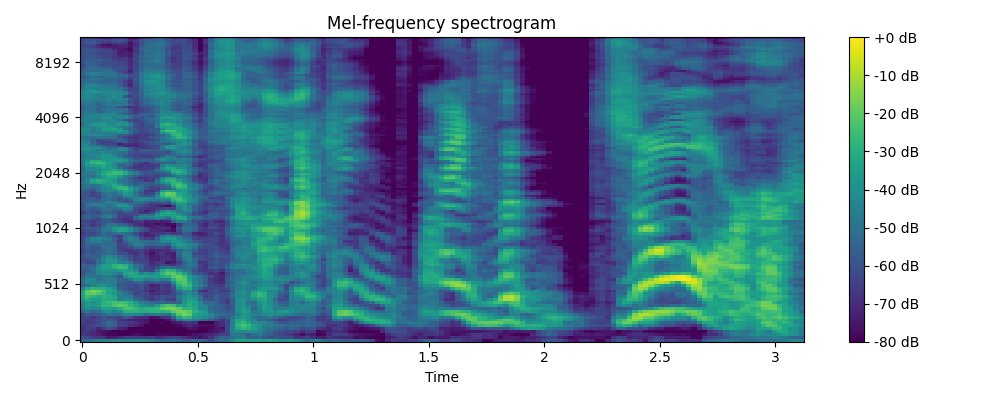 Mel-frequency spectrogram
Hz
8192
4096
2048
1024
512
0
0 0.5 1 1.5 2 2.5 3
Time
+0 dB
-10 dB
-20 dB
-30 dB
-40 dB
-50 dB
-60 dB
-70 dB
-80 dB